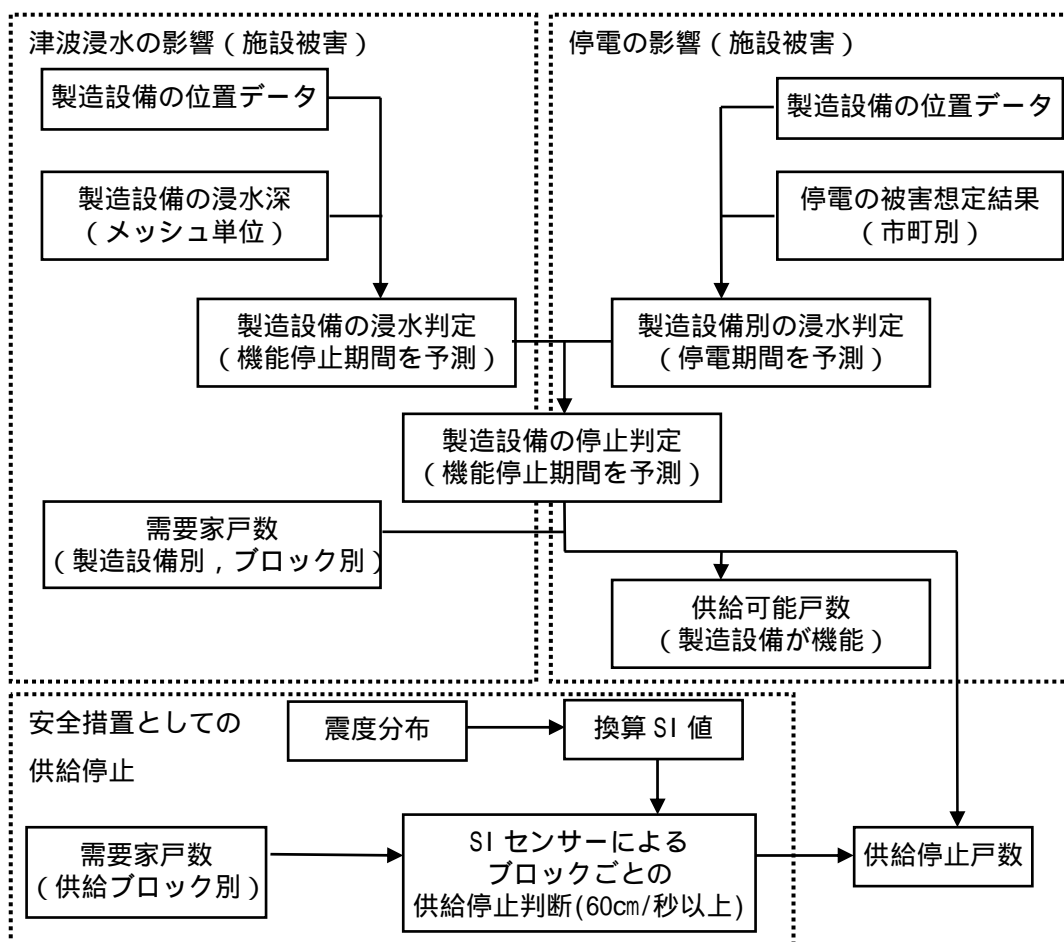 津波浸水の影響(施設被害)
停電の影響(施設被害)
製造設備の位置データ
製造設備の位置データ
製造設備の浸水深
(メッシュ単位)
停電の被害想定結果
(市町別)
製造設備の浸水判定
(機能停止期間を予測)
製造設備別の浸水判定
(停電期間を予測)
製造設備の停止判定
(機能停止期間を予測)
需要家戸数
(製造設備別,ブロック別)
供給可能戸数
(製造設備が機能)
安全措置としての
供給停止
震度分布
換算 SI 値
需要家戸数
(供給ブロック別)
SI センサーによる
ブロックごとの
供給停止判断(60㎝/秒以上)
供給停止戸数